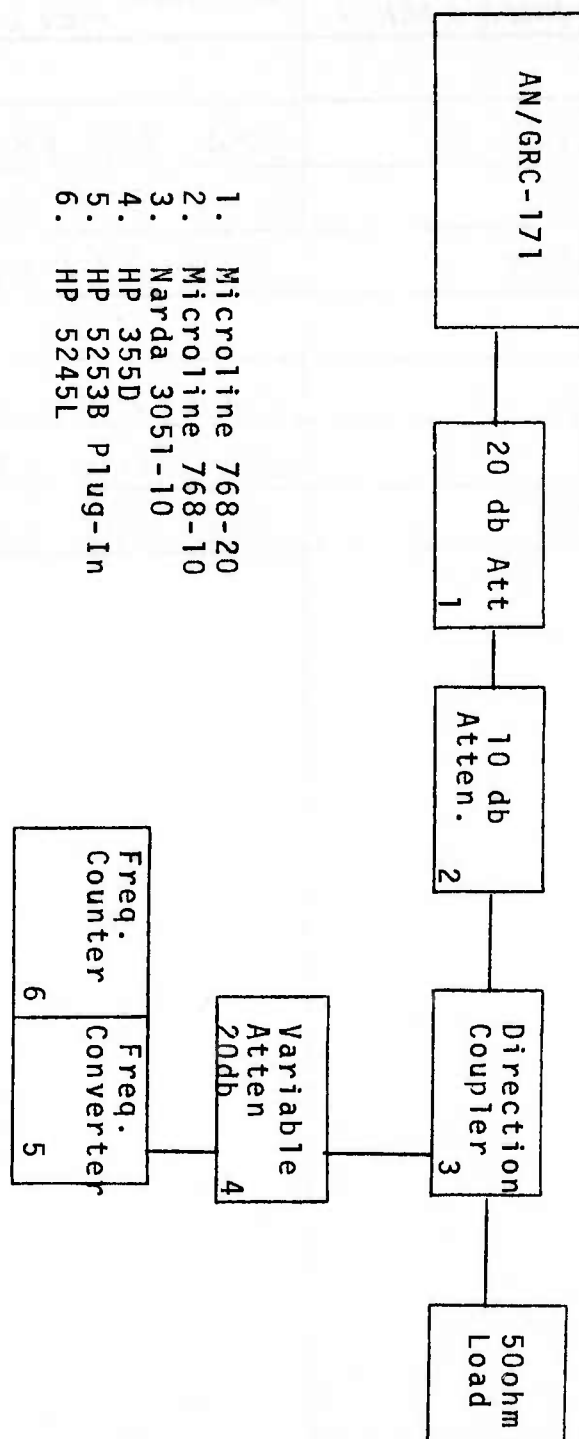 AN/GRC-171
20 db Att
1
10 db
Atten.
2
Direction
Coupler
3
50ohm
Load
Variable
Atten
20db
4
Freq.
Counter
6
Freq.
Converter
5
1. Microline 768-20
2. Microline 768-10
3. Narda 3051-10
4. HP 355D
5. HP 5253B Plug-In
6. HP 5245L